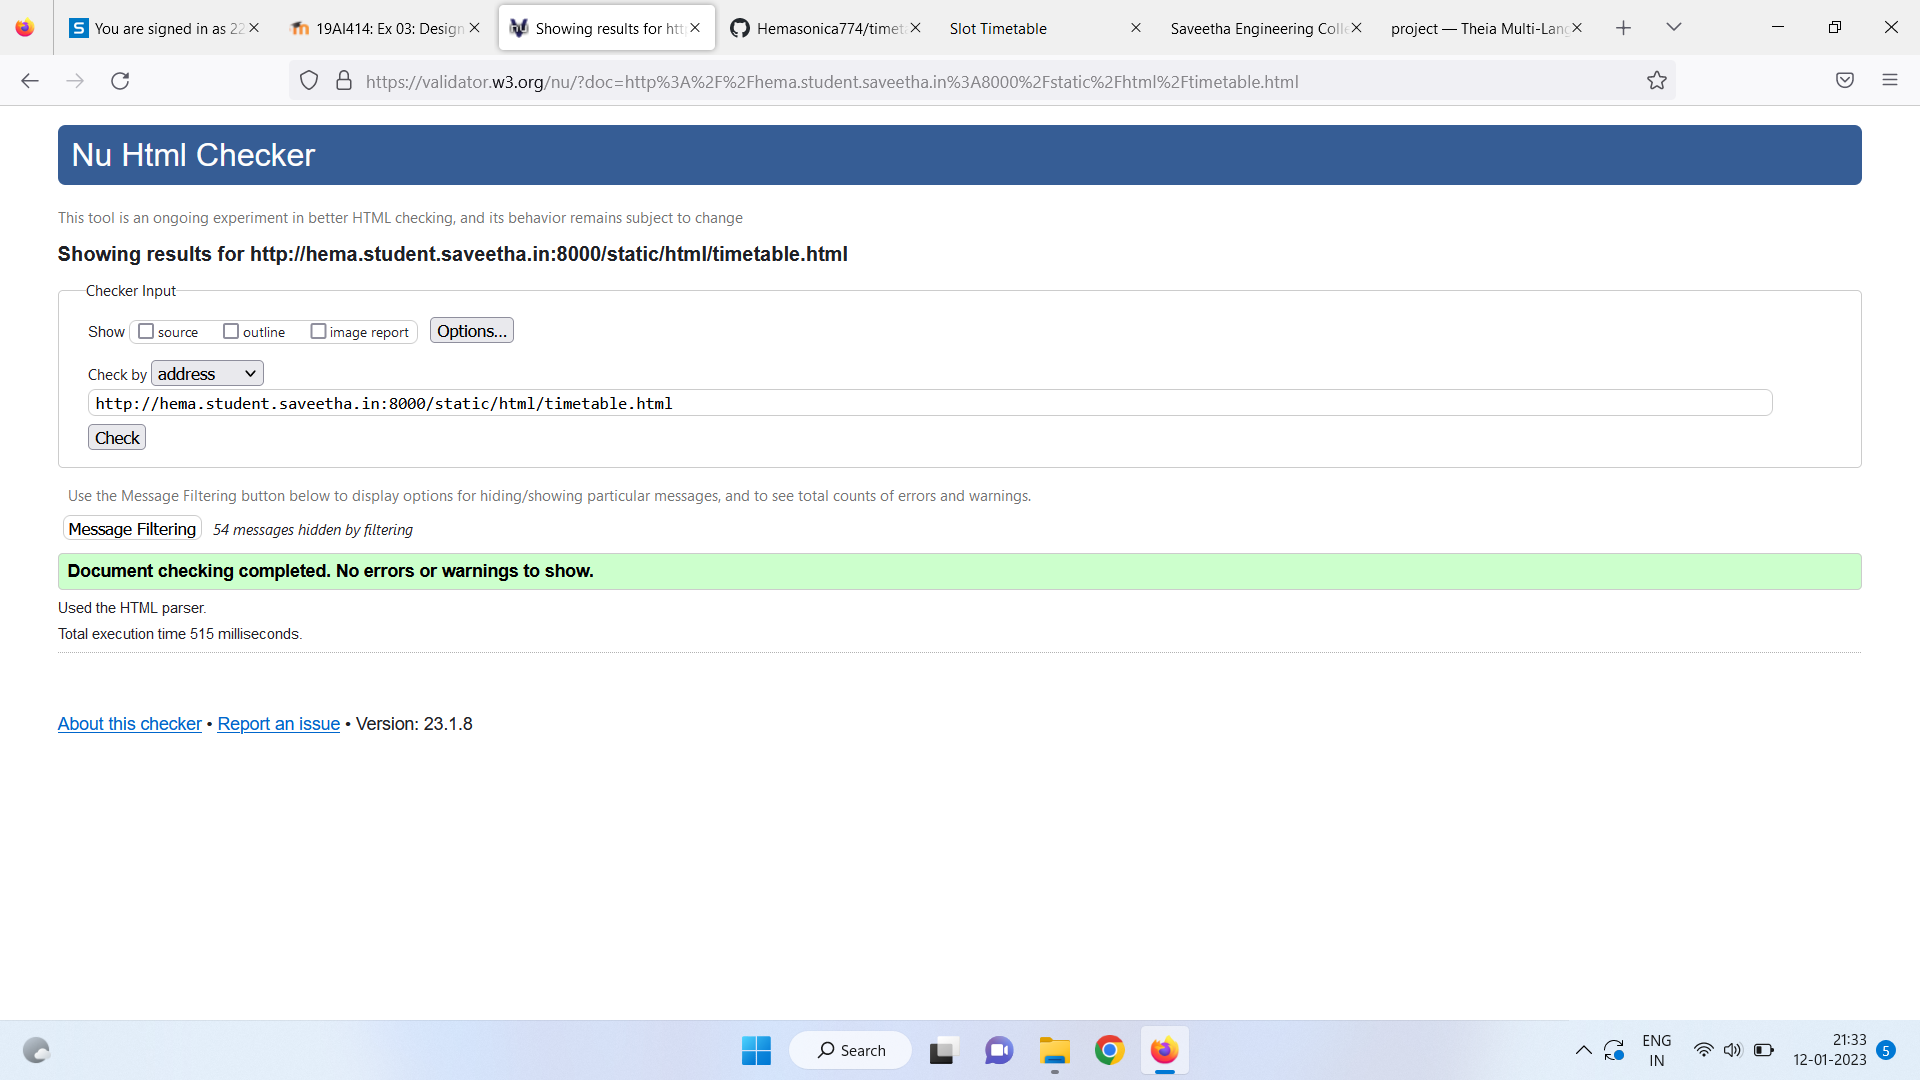 You are signed in as 22
19AI414: Ex 03: Design
Showing results for htt
Hemasonica774/timeta
Slot Timetable
Saveetha Engineering Colle
project — Theia Multi-Lang
https://validator.w3.org/nu/?doc=http%3A%2F%2Fhema.student.saveetha.in%3A8000%2Fstatic%2Fhtml%2Ftimetable.html
Nu Html Checker
This tool is an ongoing experiment in better HTML checking, and its behavior remains subject to change
Showing results for http://hema.student.saveetha.in:8000/static/html/timetable.html
Checker Input
Show source outline image report Options...
Check by address
http://hema.student.saveetha.in:8000/static/html/timetable.html
Check
Use the Message Filtering button below to display options for hiding/showing particular messages, and to see total counts of errors and warnings.
Message Filtering 54 messages hidden by filtering
Document checking completed. No errors or warnings to show.
Used the HTML parser.
Total execution time 515 milliseconds.
About this checker • Report an issue • Version: 23.1.8
Search
ENG
IN
21:33
12-01-2023
5